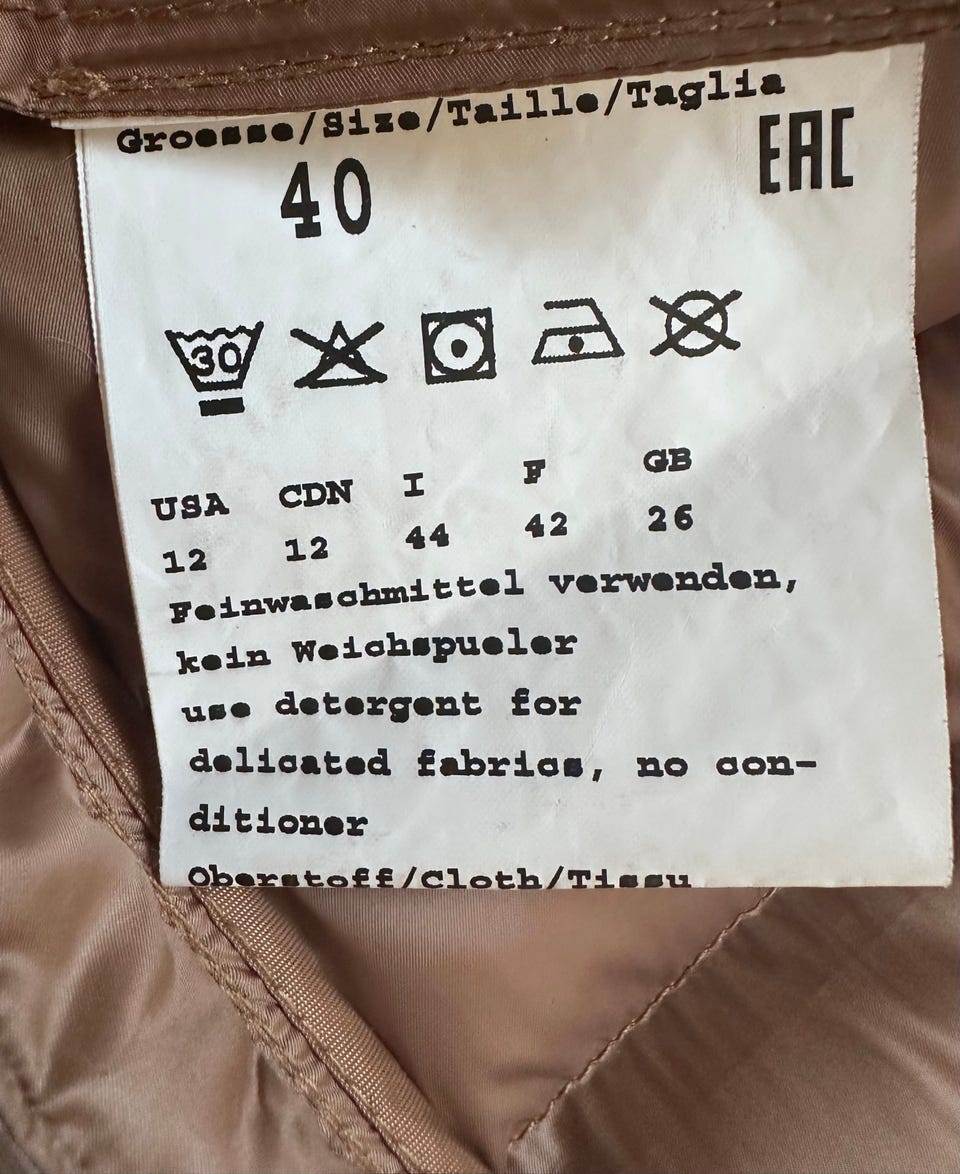 Groesse/Size/Taille/Taglia
40
EAC
30
USA CDN I F GB
12 12 44 42 26
Feinwaschmittel verwenden,
kein Weichspueler
use detergent for
delicated fabrics, no con-
ditioner
Oberstoff/Cloth/Tissu